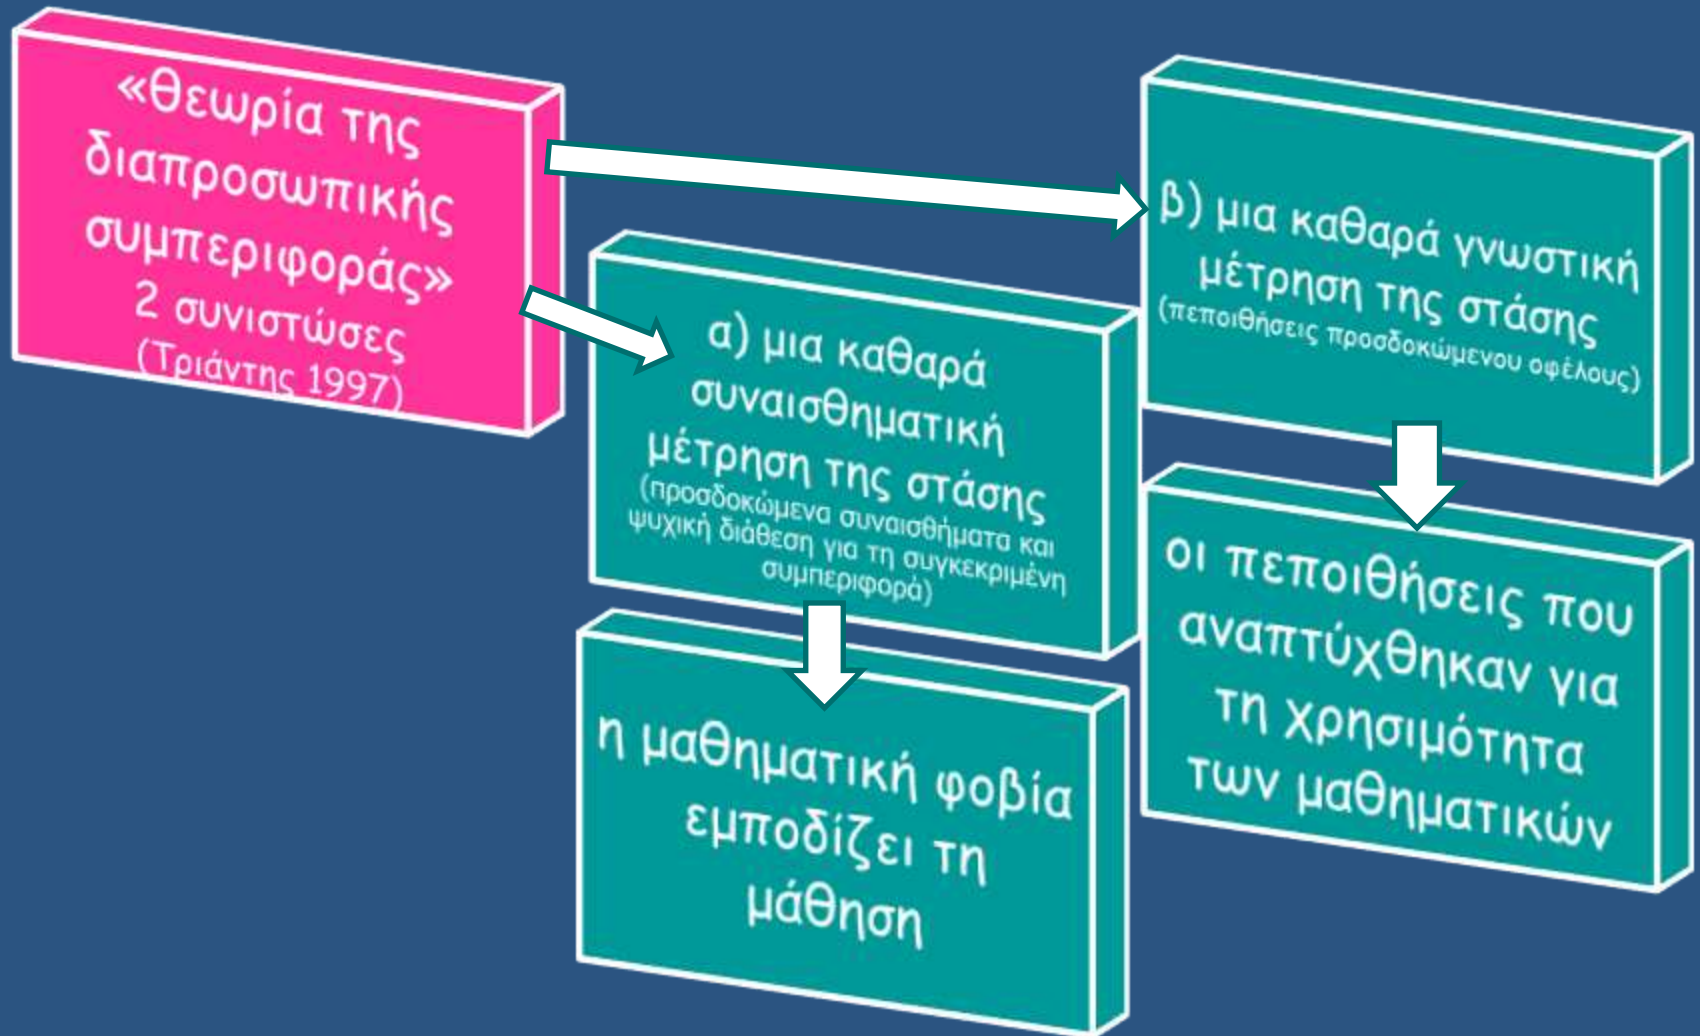 «Θεωρία της
διαπροσωπικής
συμπεριφοράς»
2 συνιστώσες
(Τριάντης 1997)
α) μια καθαρά
συναισθηματική
μέτρηση της στάσης
(προσδοκώμενα συναισθήματα και
ψυχική διάθεση για τη συγκεκριμένη
συμπεριφορά)
η μαθηματική φοβία
εμποδίζει τη
μάθηση
β) μια καθαρά γνωστική
μέτρηση της στάσης
(πεποιθήσεις προσδοκώμενου οφέλους)
οι πεποιθήσεις που
αναπτύχθηκαν για
τη χρησιμότητα
των μαθηματικών